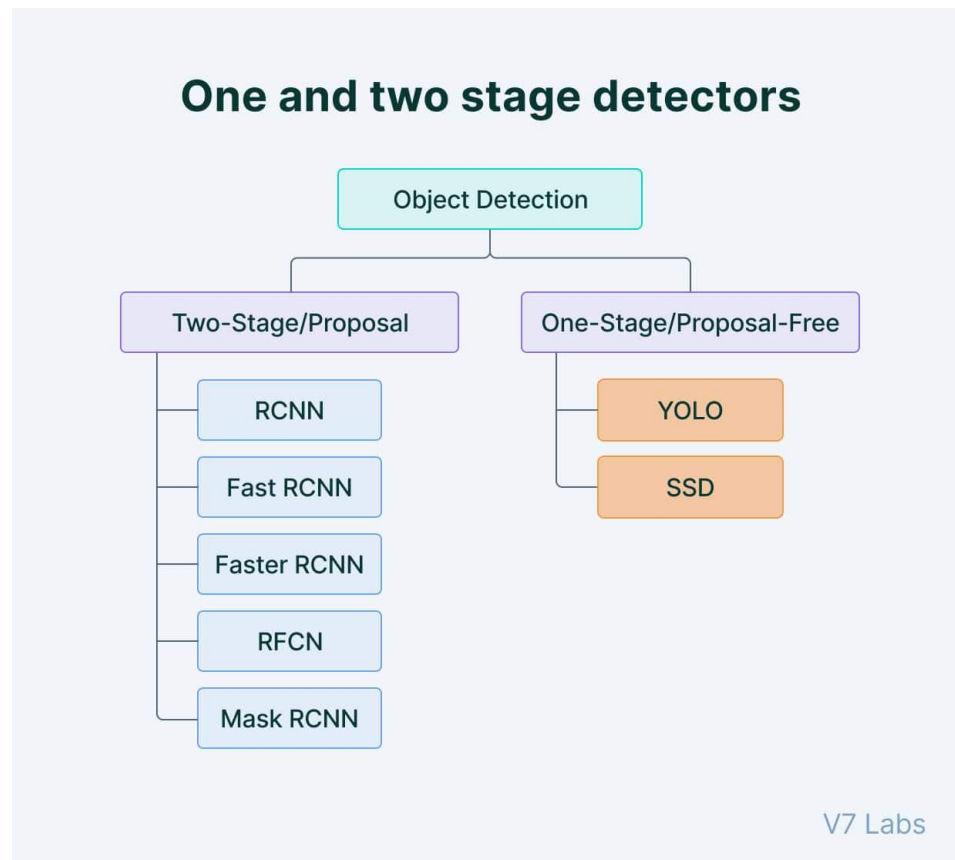 One and two stage detectors
Object Detection
Two-Stage/Proposal
One-Stage/Proposal-Free
RCNN
Fast RCNN
Faster RCNN
RFCN
Mask RCNN
YOLO
SSD
V7 Labs